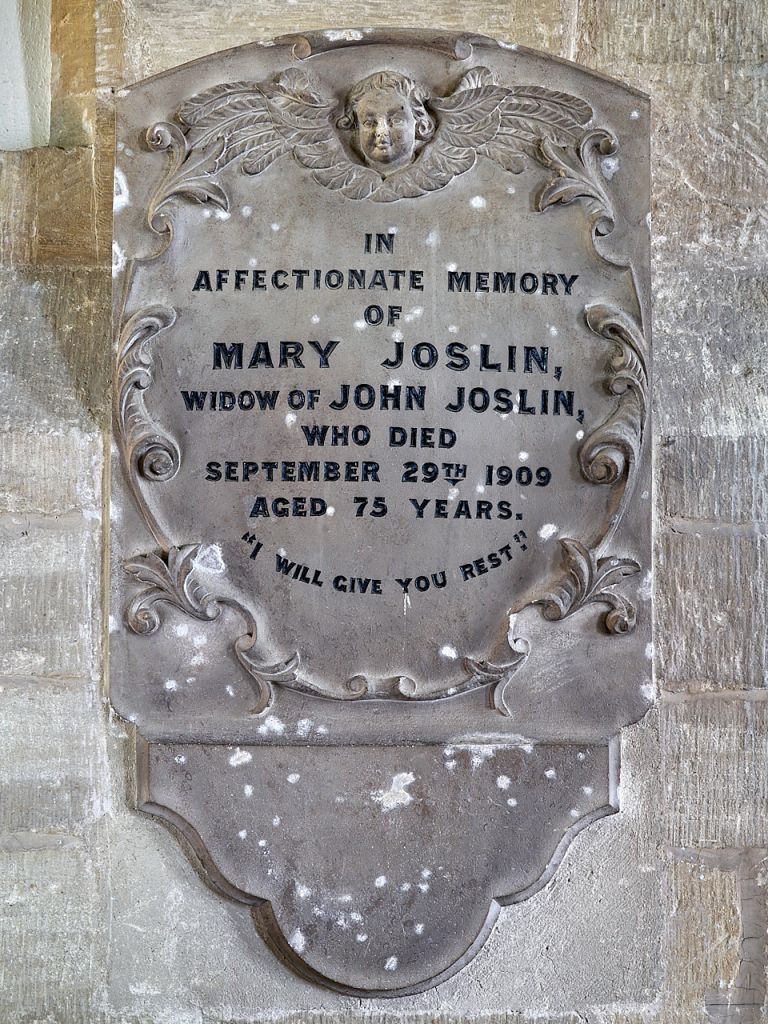 IN
AFFECTIONATE MEMORY
OF
MARY JOSLIN,
WIDOW OF JOHN JOSLIN,
WHO DIED
SEPTEMBER 29TH 1909
AGED 75 YEARS.
"I WILL GIVE YOU REST."